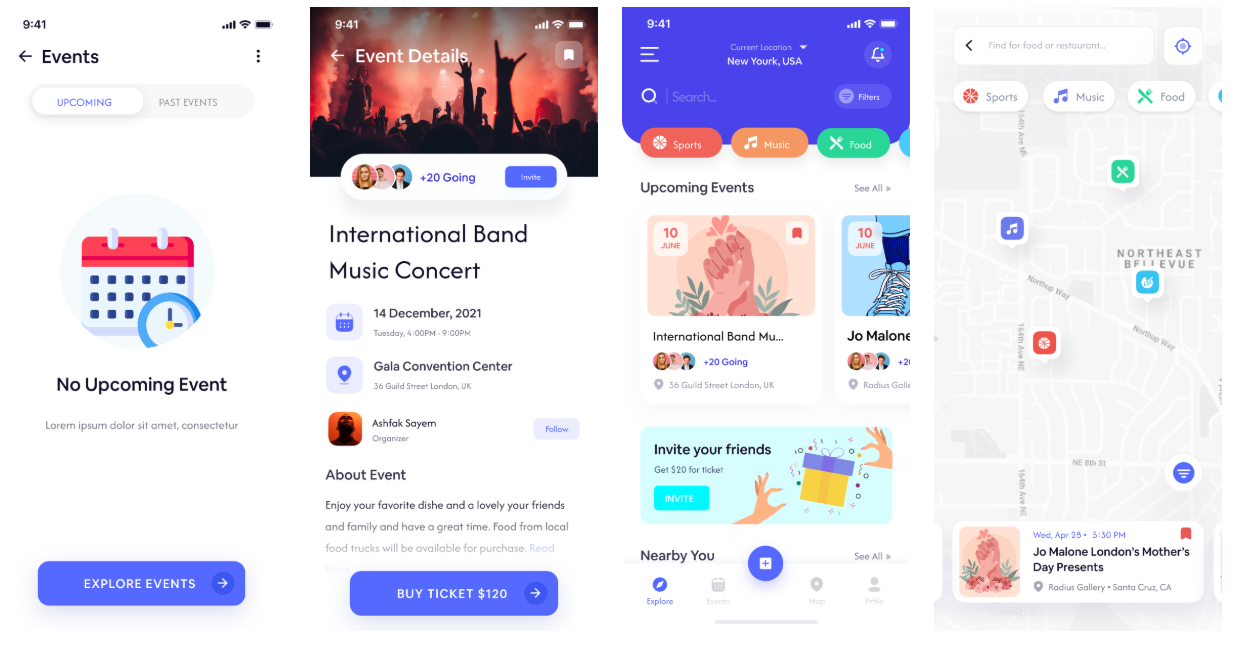 9:41
Events
UPCOMING
PAST EVENTS
No Upcoming Event
Lorem ipsum dolor sit amet, consectetur
EXPLORE EVENTS
9:41
Event Details
+20 Going
Invite
International Band
Music Concert
14 December, 2021
Tuesday, 4:00PM - 9:00PM
Gala Convention Center
36 Guild Street London, UK
Ashfak Sayem
Organizer
Follow
About Event
Enjoy your favorite dishe and a lovely your friends
and family and have a great time. Food from local
food trucks will be available for purchase. Read
More
BUY TICKET $120
9:41
Current Location
New Yourk, USA
Search...
Filters
Sports
Music
Food
Upcoming Events
See All
10
JUNE
International Band Mu...
+20 Going
36 Guild Street London, UK
10
JUNE
Jo Malone
+2
Radius Galle
Invite your friends
Get $20 for ticket
INVITE
Nearby You
See All
Explore
Events
Map
Prfile
Find for food or restaurant...
Sports
Music
Food
164th Ave NE
NORTHEAST
BELLEVUE
Northup Way
Northup Way
164th Ave NE
NE 8th St
164th Ave NE
Wed, Apr 28 • 5:30 PM
Jo Malone London's Mother's
Day Presents
Radius Gallery • Santa Cruz, CA